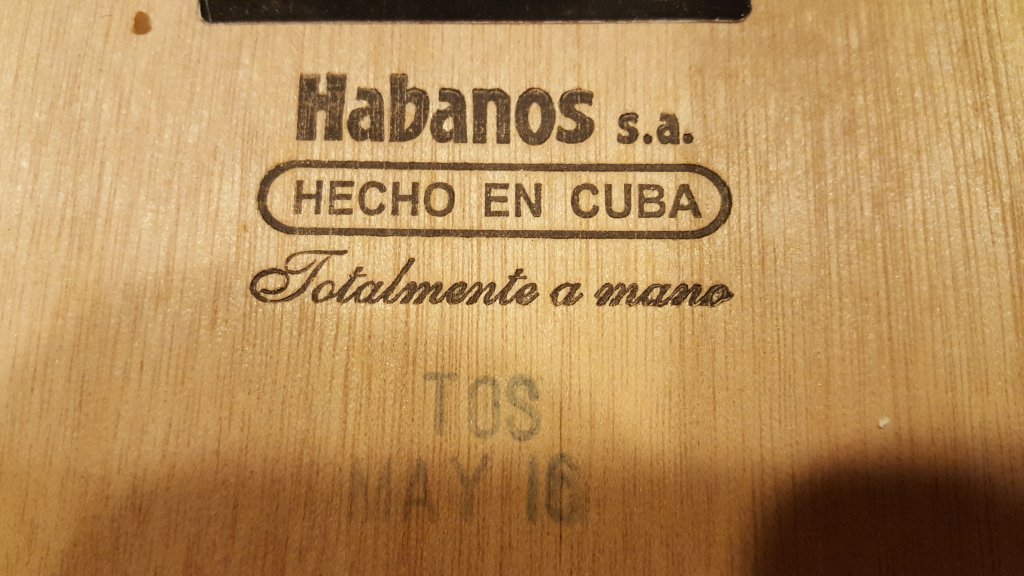 Habanos s.a.
HECHO EN CUBA
Totalmente a mano
TOS
MAY 16